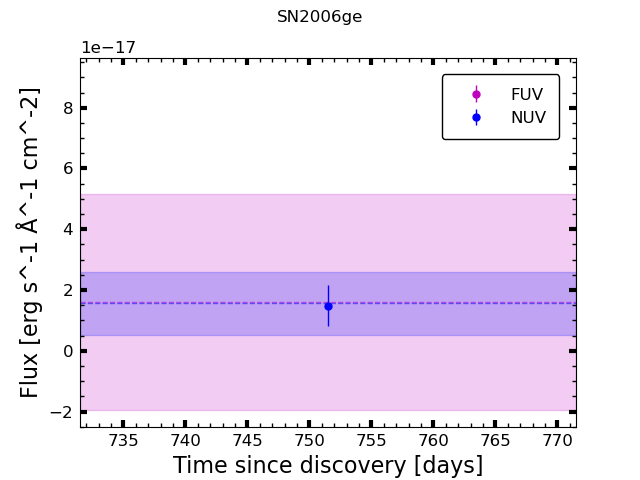 SN2006ge
1e−17
Flux [erg s^-1 Å^-1 cm^-2]
8
6
4
2
0
−2
FUV
NUV
735 740 745 750 755 760 765 770
Time since discovery [days]